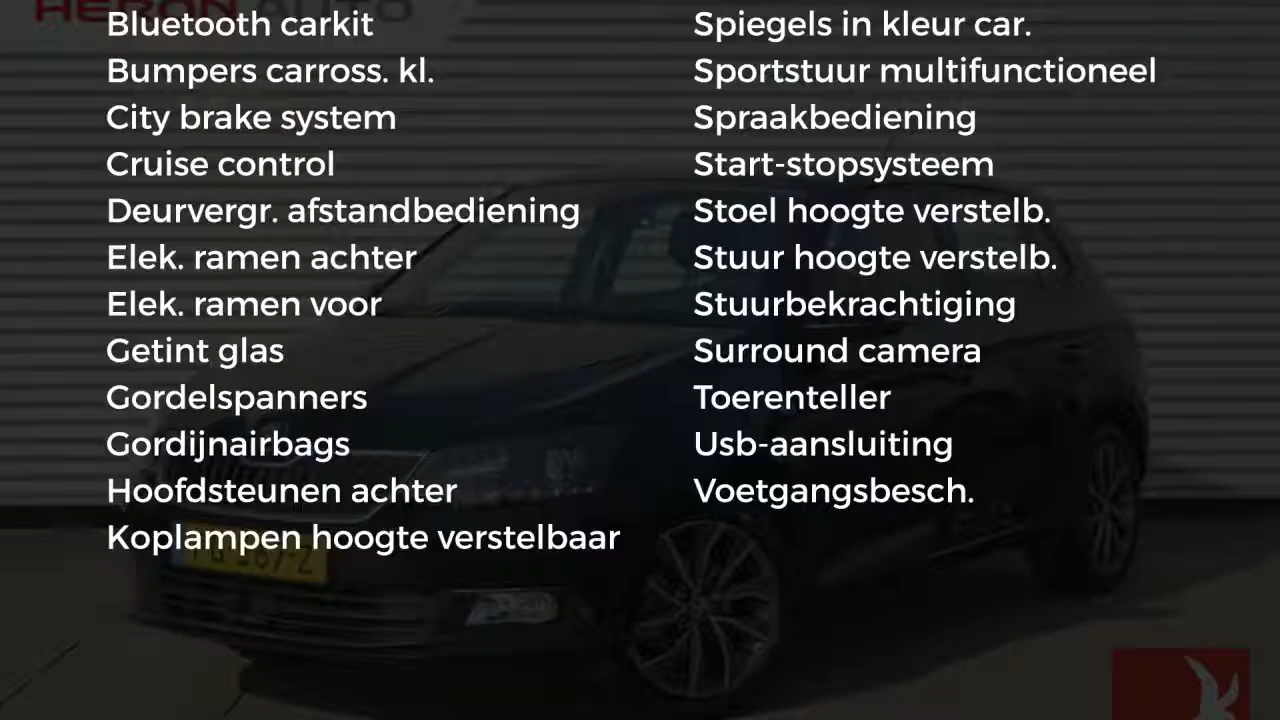 HERON AUTO
Bluetooth carkit
Bumpers carross. kl.
City brake system
Cruise control
Deurvergr. afstandbediening
Elek. ramen achter
Elek. ramen voor
Getint glas
Gordelspanners
Gordijnairbags
Hoofdsteunen achter
Koplampen hoogte verstelbaar
Spiegels in kleur car.
Sportstuur multifunctioneel
Spraakbediening
Start-stopsysteem
Stoel hoogte verstelb.
Stuur hoogte verstelb.
Stuurbekrachtiging
Surround camera
Toerenteller
Usb-aansluiting
Voetgangsbesch.